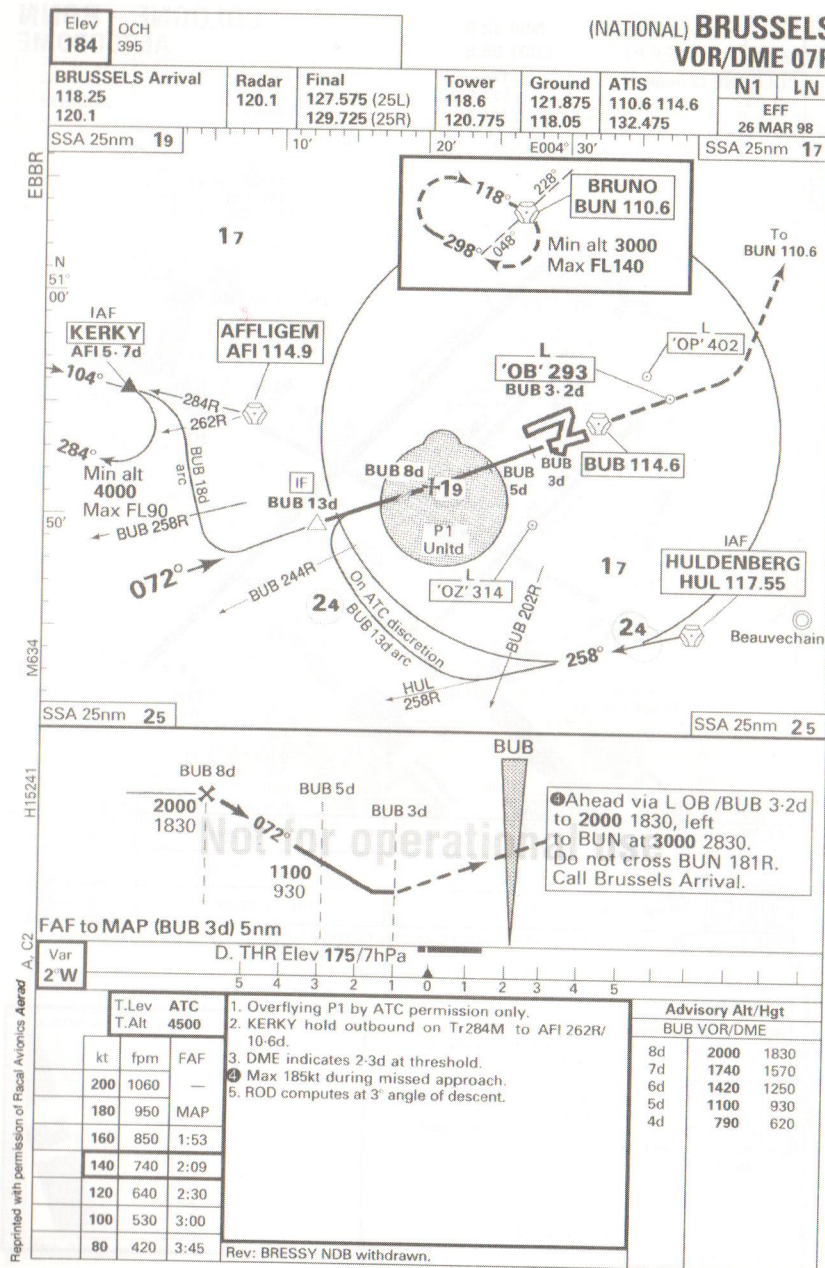 Elev
184
OCH
395
(NATIONAL) BRUSSELS
VOR/DME 07R
BRUSSELS Arrival
118.25
120.1
Radar
120.1
Final
127.575 (25L)
129.725 (25R)
Tower
118.6
120.775
Ground
121.875
118.05
ATIS
110.6 114.6
132.475
N1
EFF
26 MAR 98
EBBR
SSA 25nm 19
10'
20'
E004° 30'
SSA 25nm 17
118°
298°
228°
048°
BRUNO
BUN 110.6
Min alt 3000
Max FL140
17
To
BUN 110.6
N
51°
00'
IAF
KERKY
AFI 5·7d
AFFLIGEM
AFI 114.9
L
'OP' 402
L
'OB' 293
BUB 3·2d
104°
284R
262R
284°
Min alt
4000
Max FL90
BUB 18d
arc
BUB 8d
BUB
5d
BUB
3d
BUB 114.6
19
IF
BUB 13d
50'
BUB 258R
P1
Unltd
IAF
HULDENBERG
HUL 117.55
17
072°
BUB 244R
L
'OZ' 314
24
On ATC discretion
BUB 13d arc
BUB 202R
24
Beauvechain
258°
HUL
258R
M634
SSA 25nm 25
SSA 25nm 25
H15241
BUB
BUB 8d
BUB 5d
BUB 3d
2000
1830
072°
1100
930
Not for operational use
4 Ahead via L OB/BUB 3·2d
to 2000 1830, left
to BUN at 3000 2830.
Do not cross BUN 181R.
Call Brussels Arrival.
FAF to MAP (BUB 3d) 5nm
A, C2
Var
2°W
D. THR Elev 175/7hPa
5 4 3 2 1 0 1 2 3 4 5
T.Lev ATC
T.Alt 4500
kt fpm FAF
200 1060 —
180 950 MAP
160 850 1:53
140 740 2:09
120 640 2:30
100 530 3:00
80 420 3:45
1. Overflying P1 by ATC permission only.
2. KERKY hold outbound on Tr284M to AFI 262R/
10·6d.
3. DME indicates 2·3d at threshold.
4 Max 185kt during missed approach.
5. ROD computes at 3° angle of descent.
Rev: BRESSY NDB withdrawn.
Advisory Alt/Hgt
BUB VOR/DME
8d 2000 1830
7d 1740 1570
6d 1420 1250
5d 1100 930
4d 790 620
Reprinted with permission of Racal Avionics Aerad